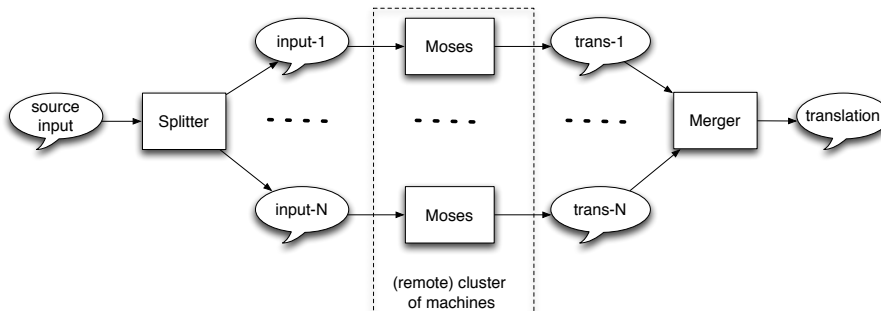 source
input
Splitter
input-1
input-N
Moses
Moses
(remote) cluster
of machines
trans-1
trans-N
Merger
translation